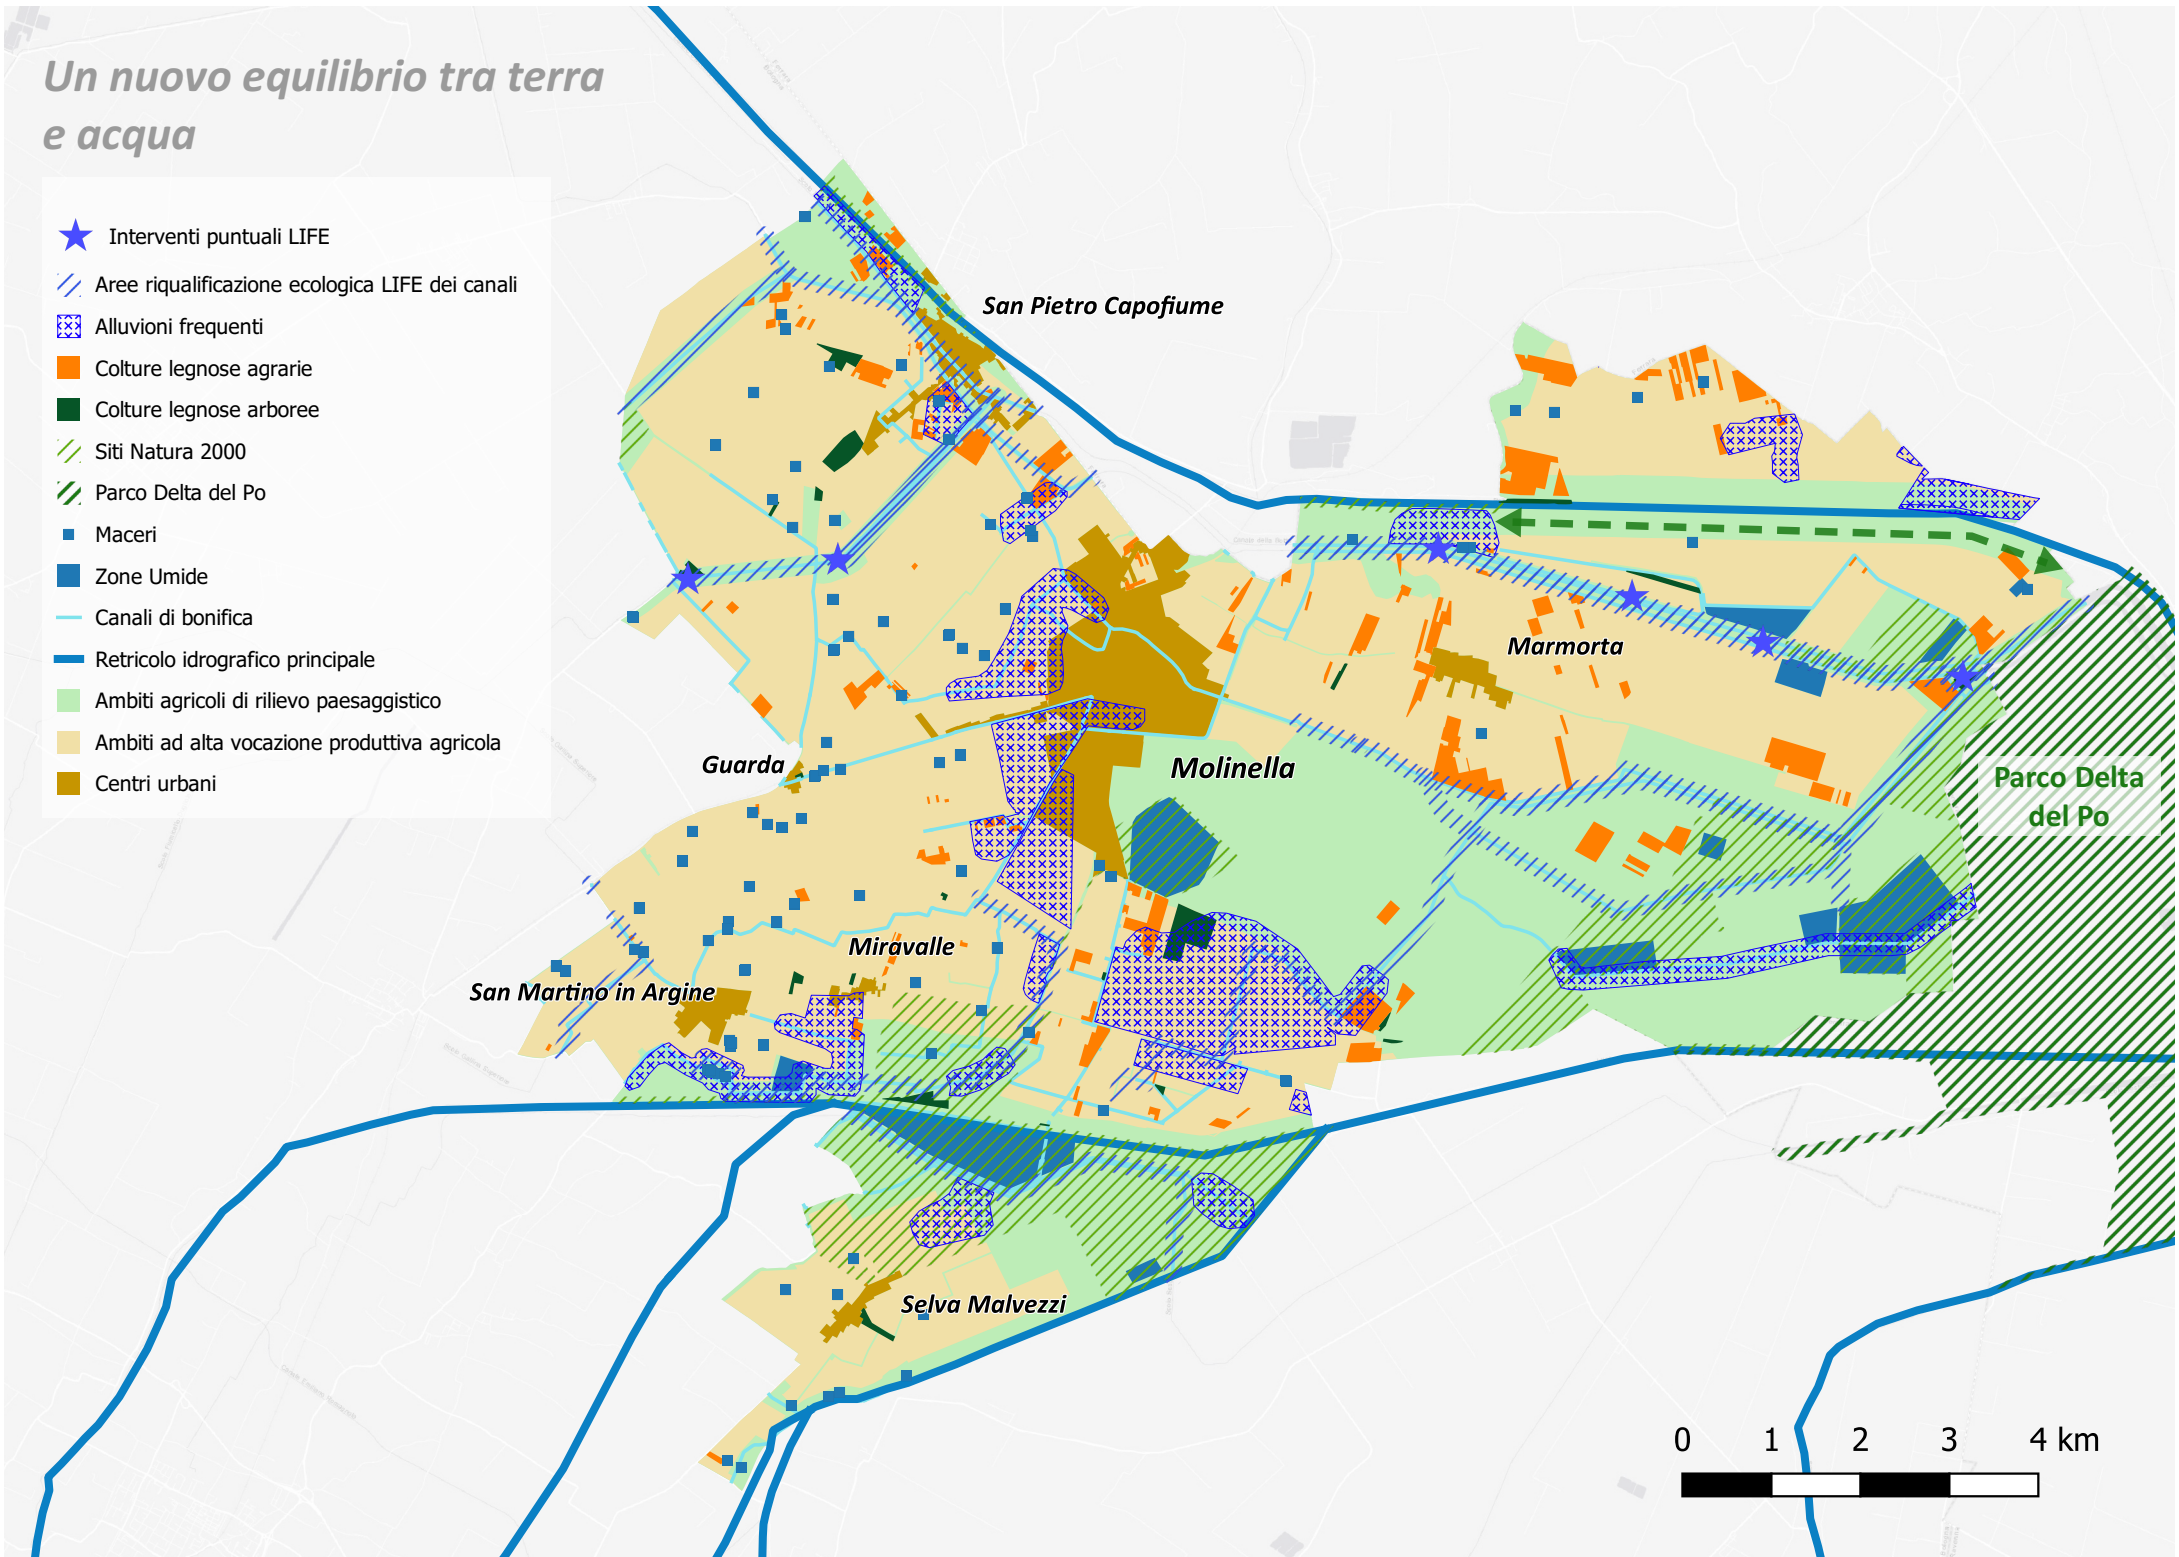 Un nuovo equilibrio tra terra
e acqua
Interventi puntuali LIFE
Aree riqualificazione ecologica LIFE dei canali
Alluvioni frequenti
Colture legnose agrarie
Colture legnose arboree
Siti Natura 2000
Parco Delta del Po
Maceri
Zone Umide
Canali di bonifica
Retricolo idrografico principale
Ambiti agricoli di rilievo paesaggistico
Ambiti ad alta vocazione produttiva agricola
Centri urbani
San Pietro Capofiume
Marmorta
Guarda
Molinella
Parco Delta
del Po
Miravalle
San Martino in Argine
Selva Malvezzi
0 1 2 3 4 km